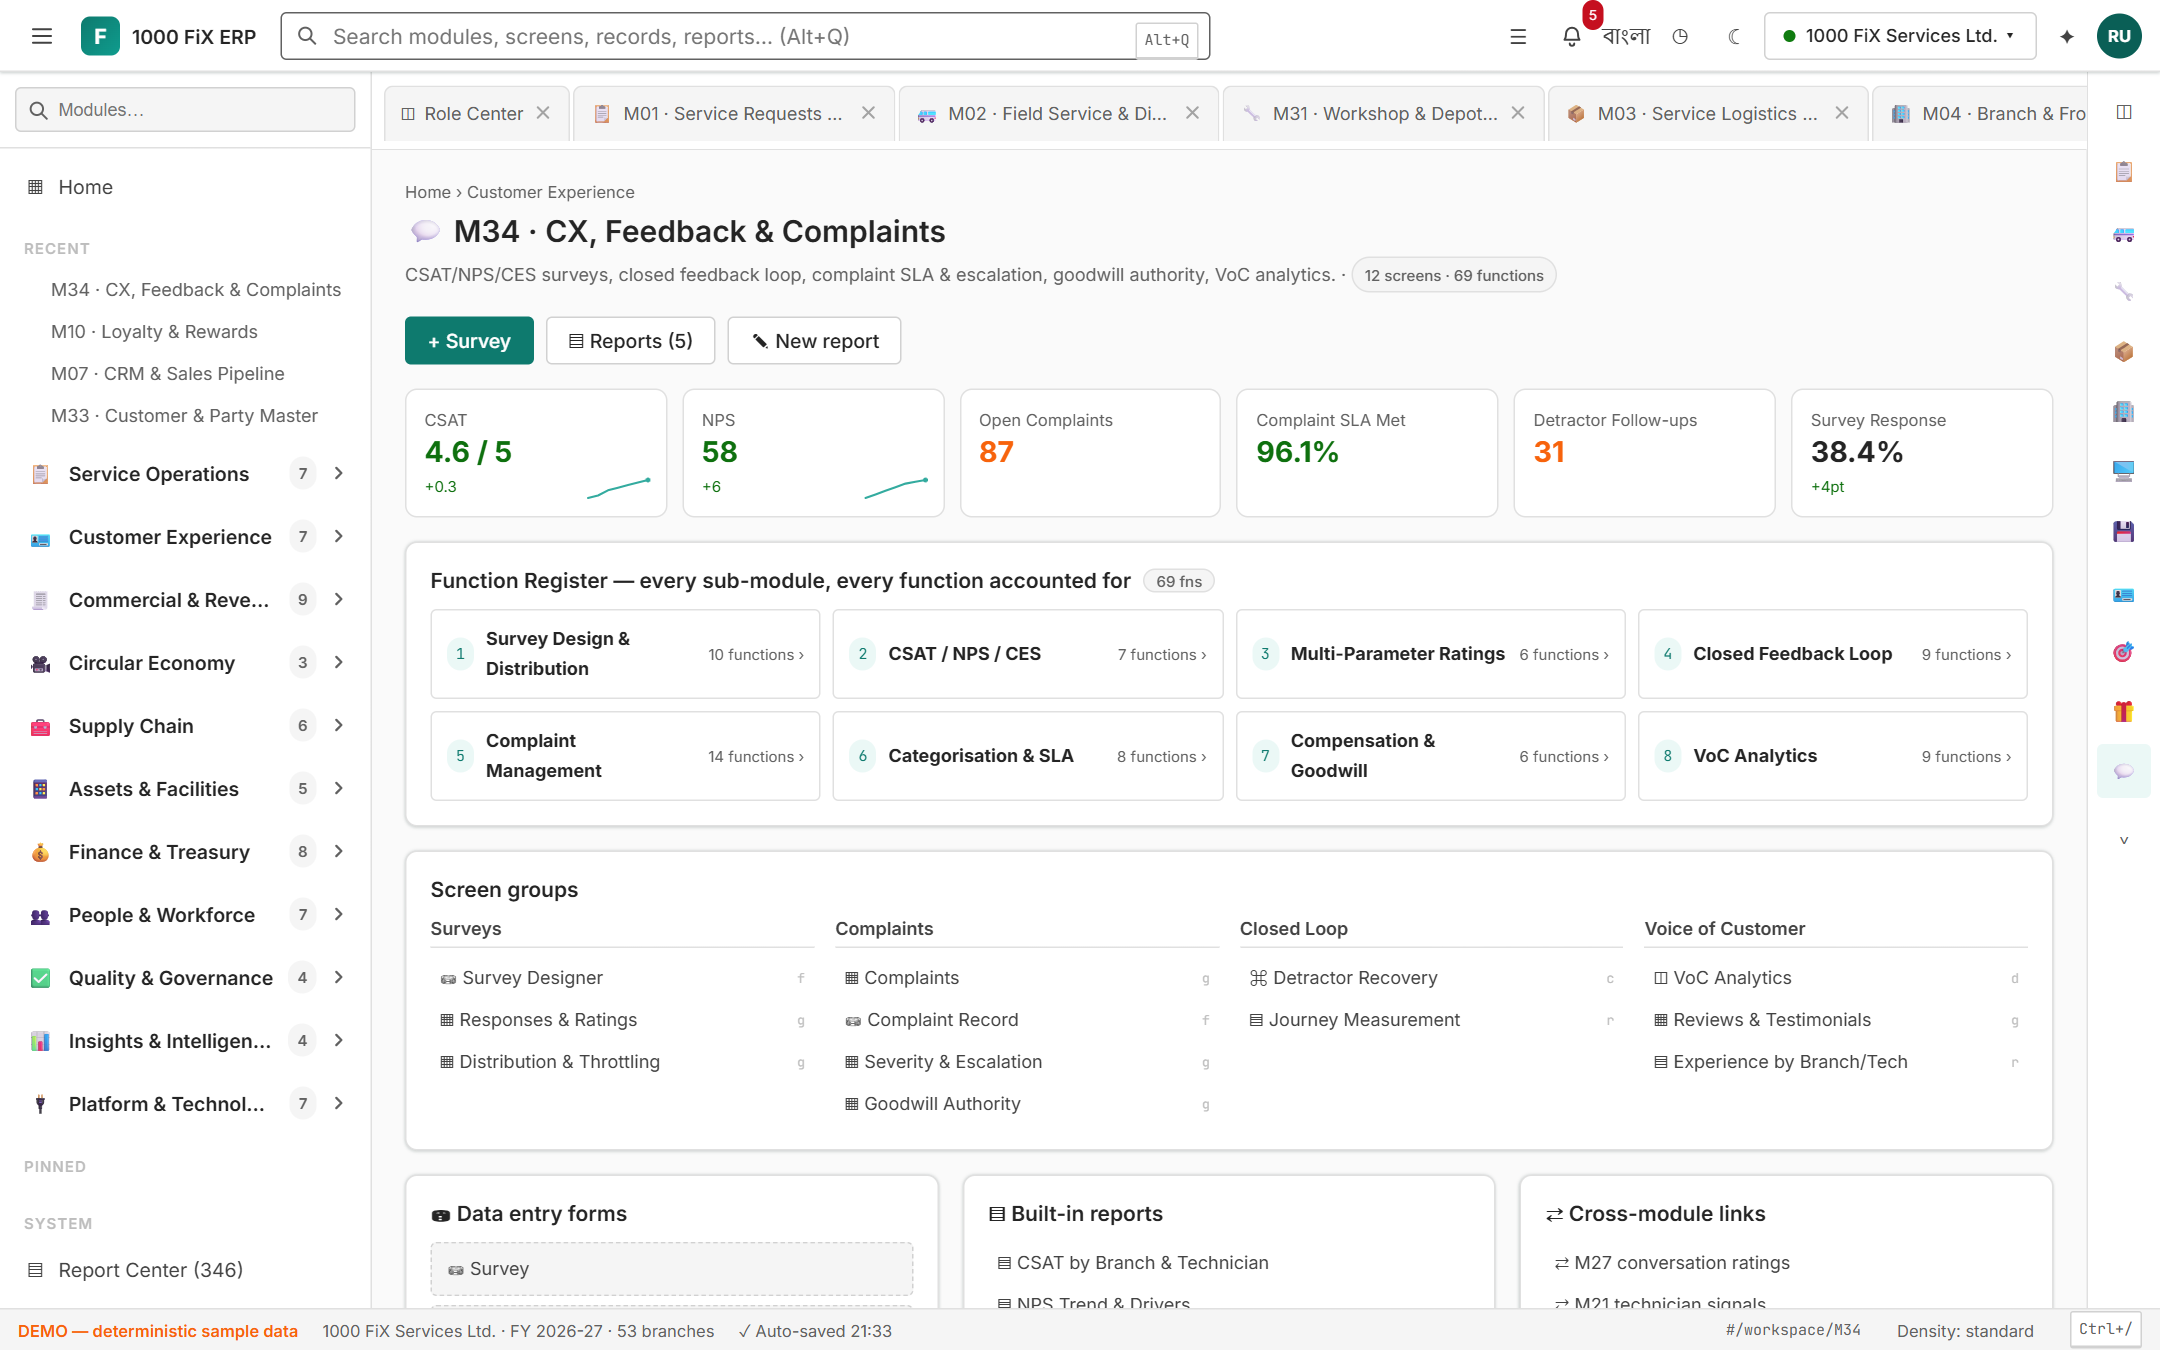 F 1000 FiX ERP
Search modules, screens, records, reports... (Alt+Q) Alt+Q
5
বাংলা
1000 FiX Services Ltd.
RU
Modules...
Role Center
M01 · Service Requests ...
M02 · Field Service & Di...
M31 · Workshop & Depot...
M03 · Service Logistics ...
M04 · Branch & Fro
Home
RECENT
M34 · CX, Feedback & Complaints
M10 · Loyalty & Rewards
M07 · CRM & Sales Pipeline
M33 · Customer & Party Master
Service Operations 7
Customer Experience 7
Commercial & Reve... 9
Circular Economy 3
Supply Chain 6
Assets & Facilities 5
Finance & Treasury 8
People & Workforce 7
Quality & Governance 4
Insights & Intelligen... 4
Platform & Technol... 7
PINNED
SYSTEM
Report Center (346)
Home › Customer Experience
M34 · CX, Feedback & Complaints
CSAT/NPS/CES surveys, closed feedback loop, complaint SLA & escalation, goodwill authority, VoC analytics. · 12 screens · 69 functions
+ Survey
Reports (5)
New report
CSAT
4.6 / 5
+0.3
NPS
58
+6
Open Complaints
87
Complaint SLA Met
96.1%
Detractor Follow-ups
31
Survey Response
38.4%
+4pt
Function Register — every sub-module, every function accounted for 69 fns
1 Survey Design & Distribution 10 functions ›
2 CSAT / NPS / CES 7 functions ›
3 Multi-Parameter Ratings 6 functions ›
4 Closed Feedback Loop 9 functions ›
5 Complaint Management 14 functions ›
6 Categorisation & SLA 8 functions ›
7 Compensation & Goodwill 6 functions ›
8 VoC Analytics 9 functions ›
Screen groups
Surveys
Survey Designer f
Responses & Ratings g
Distribution & Throttling g
Complaints
Complaints g
Complaint Record f
Severity & Escalation g
Goodwill Authority g
Closed Loop
Detractor Recovery c
Journey Measurement r
Voice of Customer
VoC Analytics d
Reviews & Testimonials g
Experience by Branch/Tech r
Data entry forms
Survey
Built-in reports
CSAT by Branch & Technician
NPS Trend & Drivers
Cross-module links
M27 conversation ratings
M21 technician signals
DEMO — deterministic sample data
1000 FiX Services Ltd. · FY 2026-27 · 53 branches
✓ Auto-saved 21:33
#/workspace/M34
Density: standard
Ctrl+/